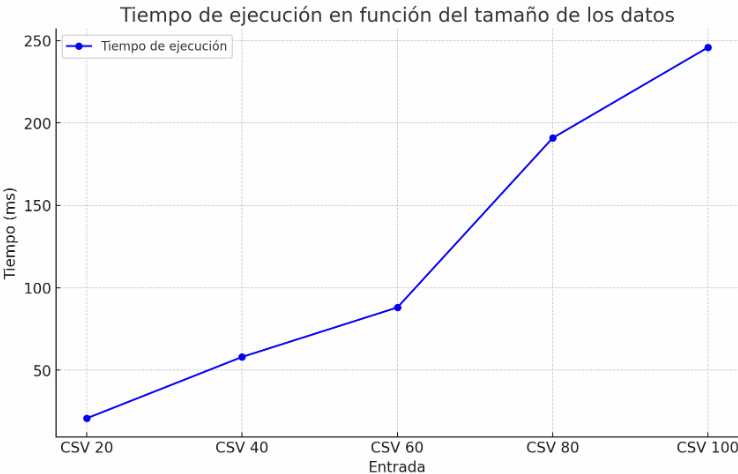 Tiempo de ejecución en función del tamaño de los datos
Tiempo de ejecución
250
200
150
100
50
Tiempo (ms)
CSV 20 CSV 40 CSV 60 CSV 80 CSV 100
Entrada